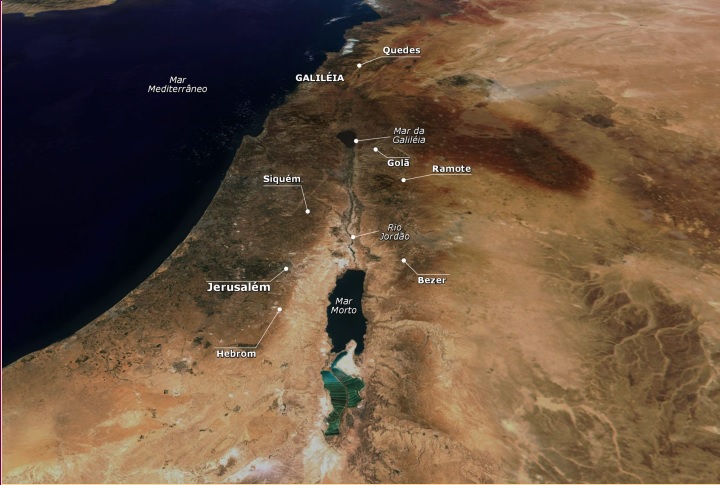 Quedes
GALILÉIA
Mar
Mediterrâneo
Mar da
Galiléia
Golã
Ramote
Siquém
Rio
Jordão
Jerusalém
Bezer
Mar
Morto
Hebrom